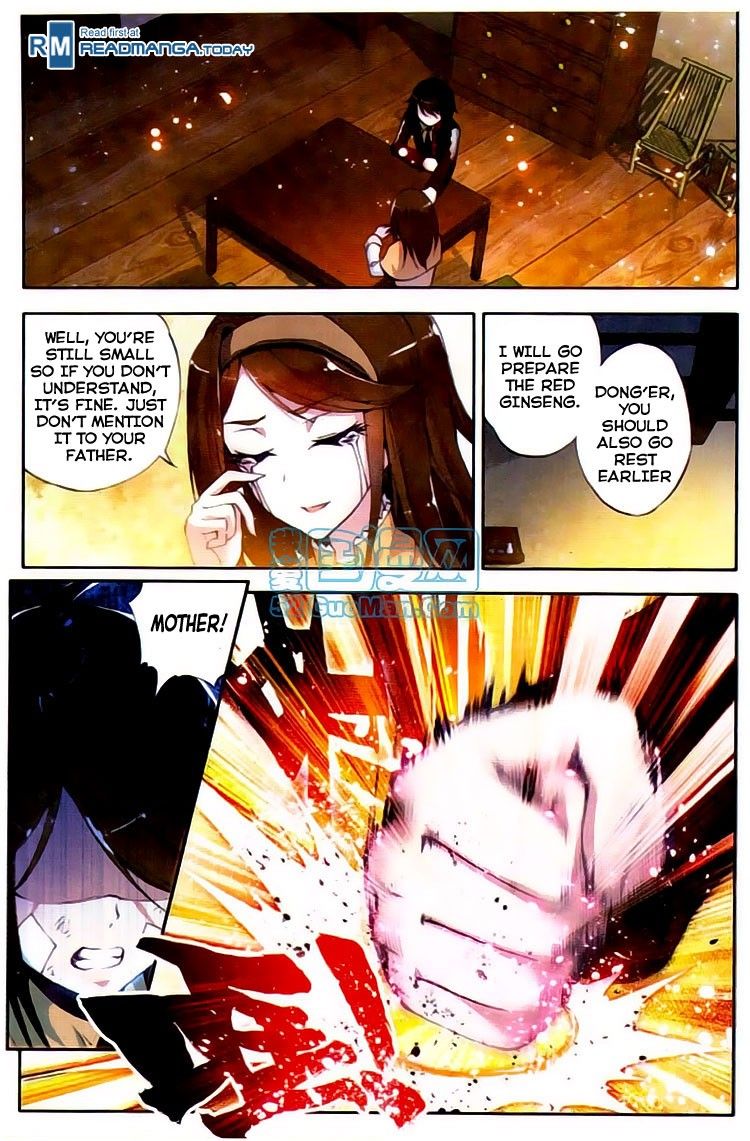 Read first at
RM READMANGA.TODAY
WELL, YOU'RE
STILL SMALL
SO IF YOU DON'T
UNDERSTAND,
IT'S FINE. JUST
DON'T MENTION
IT TO YOUR
FATHER.
I WILL GO
PREPARE
THE RED
GINSENG.
DONG'ER,
YOU
SHOULD
ALSO GO
REST
EARLIER
MOTHER!